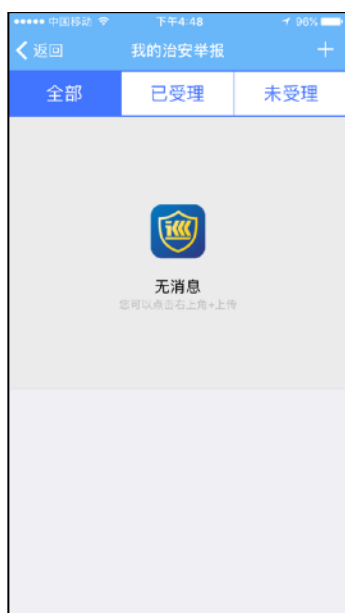 中国移动 下午4:48 96%
返回 我的治安举报 +
全部 已受理 未受理
无消息
您可以点击右上角+上传